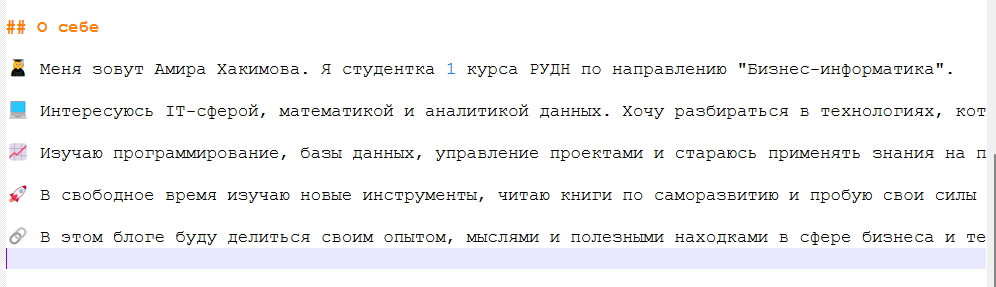 ## О себе
👩‍🎓 Меня зовут Амира Хакимова. Я студентка 1 курса РУДН по направлению "Бизнес-информатика".
💻 Интересуюсь IT-сферой, математикой и аналитикой данных. Хочу разбираться в технологиях, кот
📈 Изучаю программирование, базы данных, управление проектами и стараюсь применять знания на п
🚀 В свободное время изучаю новые инструменты, читаю книги по саморазвитию и пробую свои силы
🔗 В этом блоге буду делиться своим опытом, мыслями и полезными находками в сфере бизнеса и те